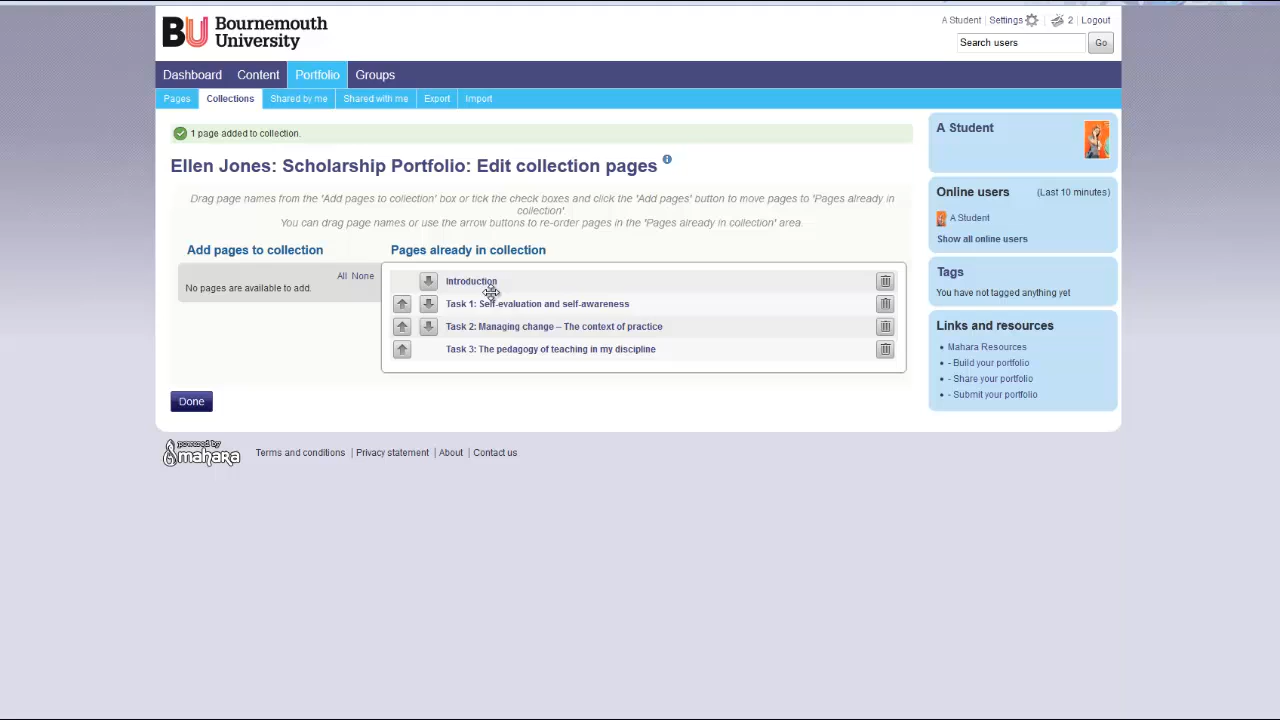 BU Bournemouth University
A Student Settings 2 Logout
Search users Go
Dashboard Content Portfolio Groups
Pages Collections Shared by me Shared with me Export Import
1 page added to collection.
Ellen Jones: Scholarship Portfolio: Edit collection pages
Drag page names from the 'Add pages to collection' box or tick the check boxes and click the 'Add pages' button to move pages to 'Pages already in
collection'
You can drag page names or use the arrow buttons to re-order pages in the 'Pages already in collection' area.
Add pages to collection
All None
No pages are available to add.
Pages already in collection
Introduction
Task 1: Self-evaluation and self-awareness
Task 2: Managing change – The context of practice
Task 3: The pedagogy of teaching in my discipline
Done
A Student
Online users (Last 10 minutes)
A Student
Show all online users
Tags
You have not tagged anything yet
Links and resources
Mahara Resources
- Build your portfolio
- Share your portfolio
- Submit your portfolio
powered by
mahara
Terms and conditions | Privacy statement | About | Contact us